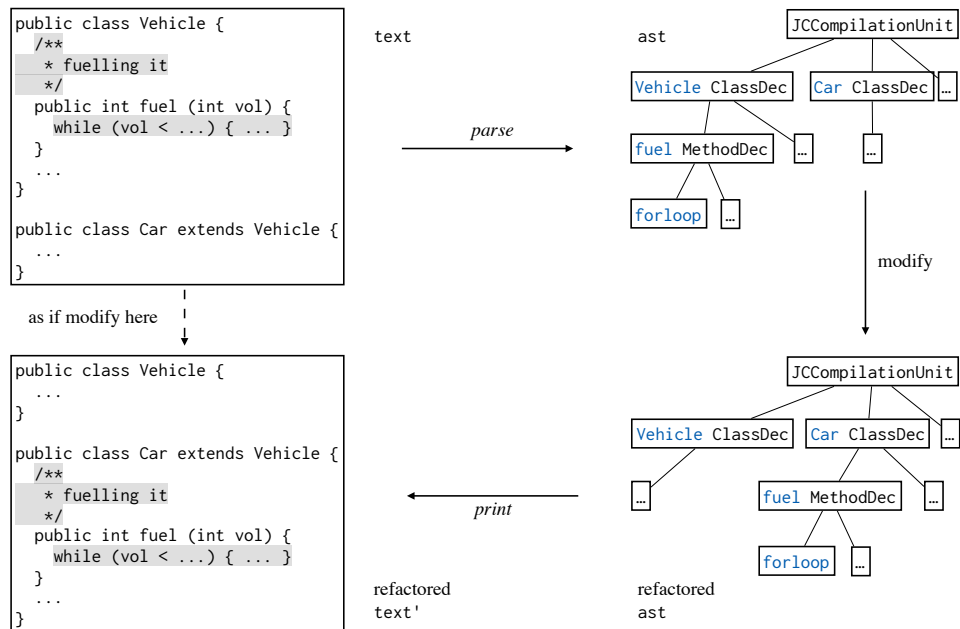 public class Vehicle {
  /**
   * fuelling it
   */
  public int fuel (int vol) {
    while (vol < ...) { ... }
  }
  ...
}
public class Car extends Vehicle {
  ...
}
text
parse
ast
JCCompilationUnit
Vehicle ClassDec
Car ClassDec
…
fuel MethodDec
…
…
forloop
…
as if modify here
modify
public class Vehicle {
  ...
}
public class Car extends Vehicle {
  /**
   * fuelling it
   */
  public int fuel (int vol) {
    while (vol < ...) { ... }
  }
  ...
}
print
refactored
text'
JCCompilationUnit
Vehicle ClassDec
Car ClassDec
…
…
fuel MethodDec
…
forloop
…
refactored
ast